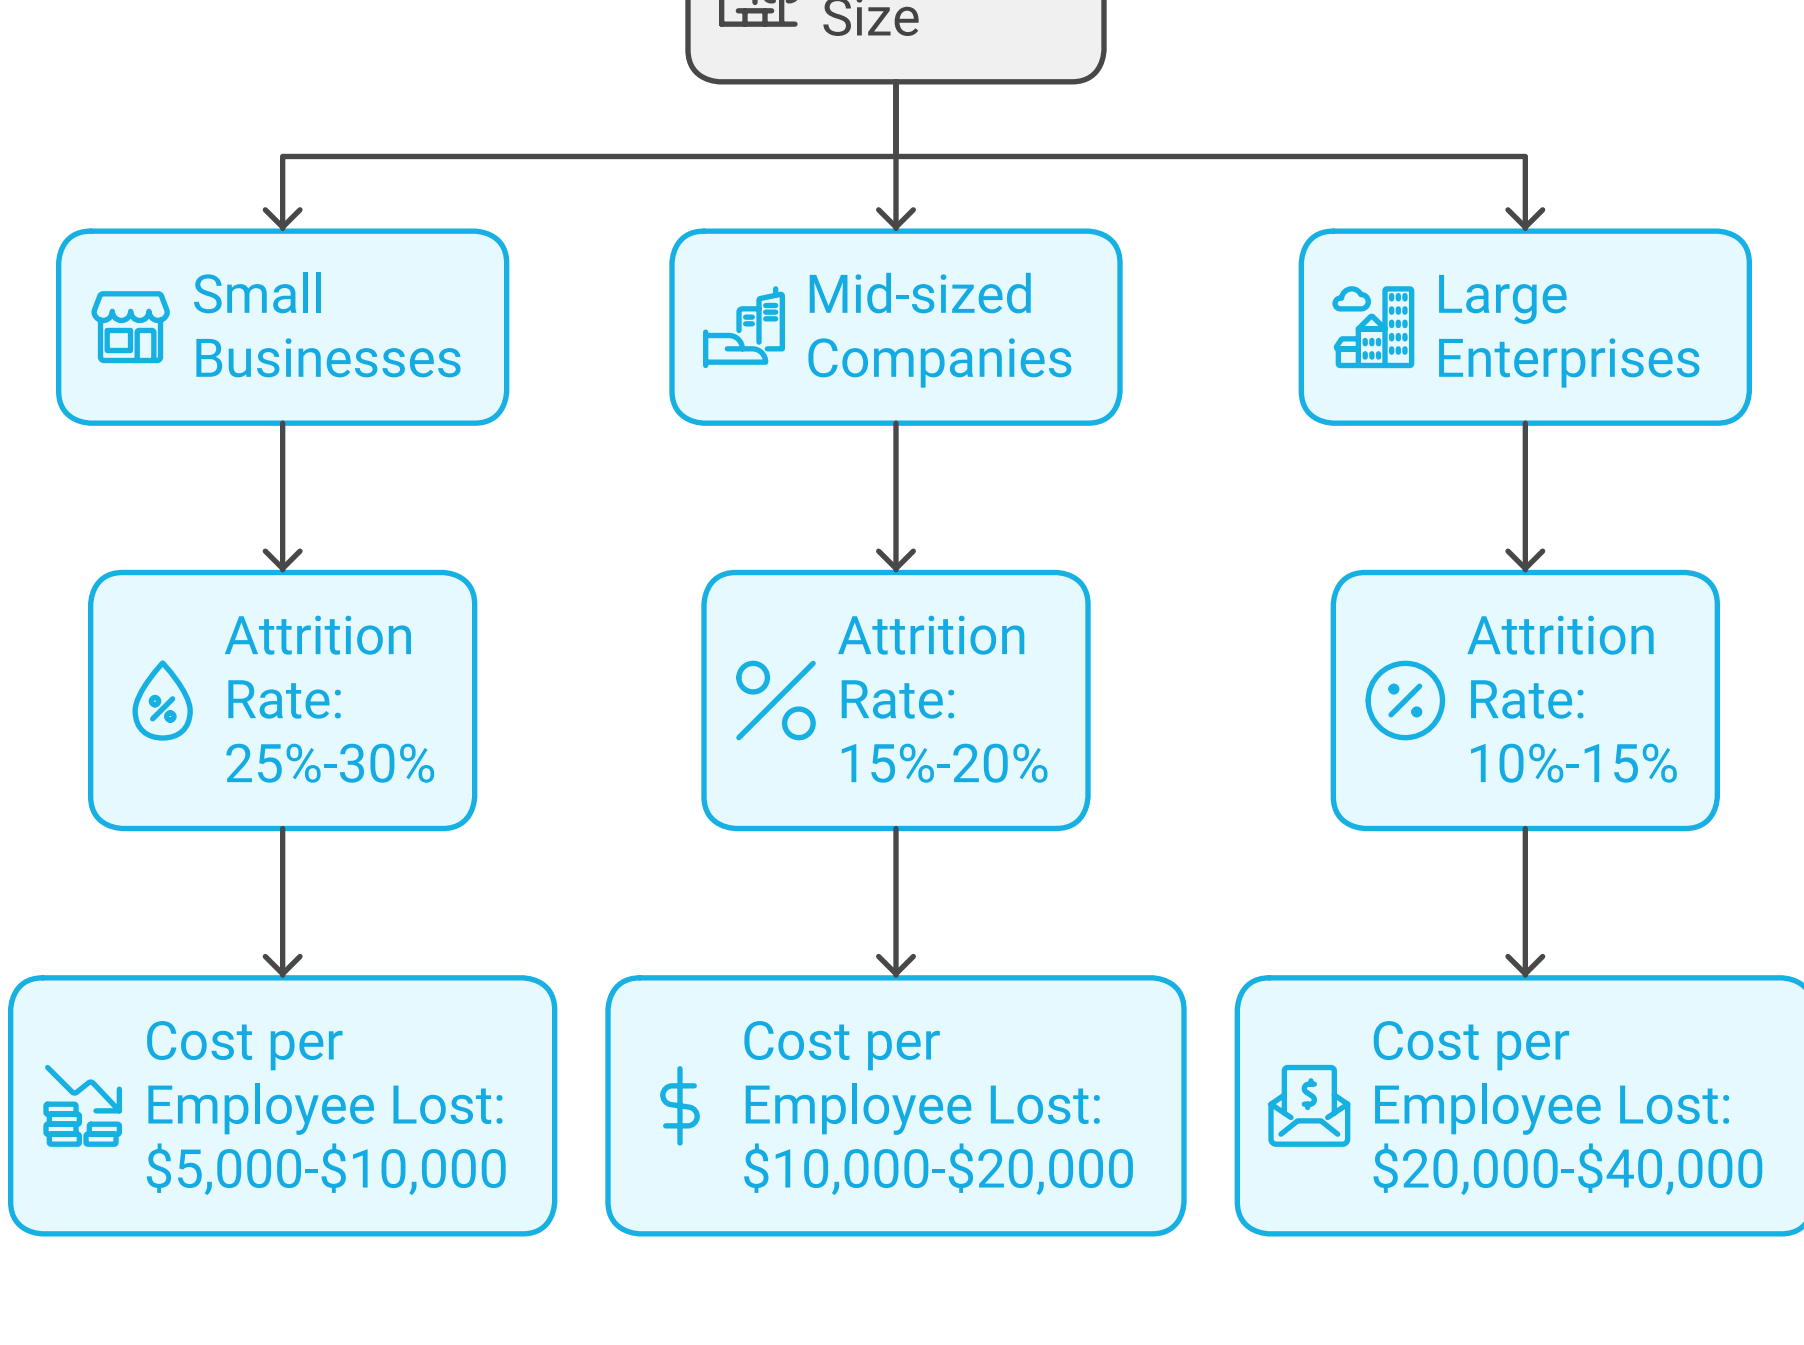 Size
Small
Businesses
Mid-sized
Companies
Large
Enterprises
Attrition
Rate:
25%-30%
Attrition
Rate:
15%-20%
Attrition
Rate:
10%-15%
Cost per
Employee Lost:
$5,000-$10,000
Cost per
Employee Lost:
$10,000-$20,000
Cost per
Employee Lost:
$20,000-$40,000